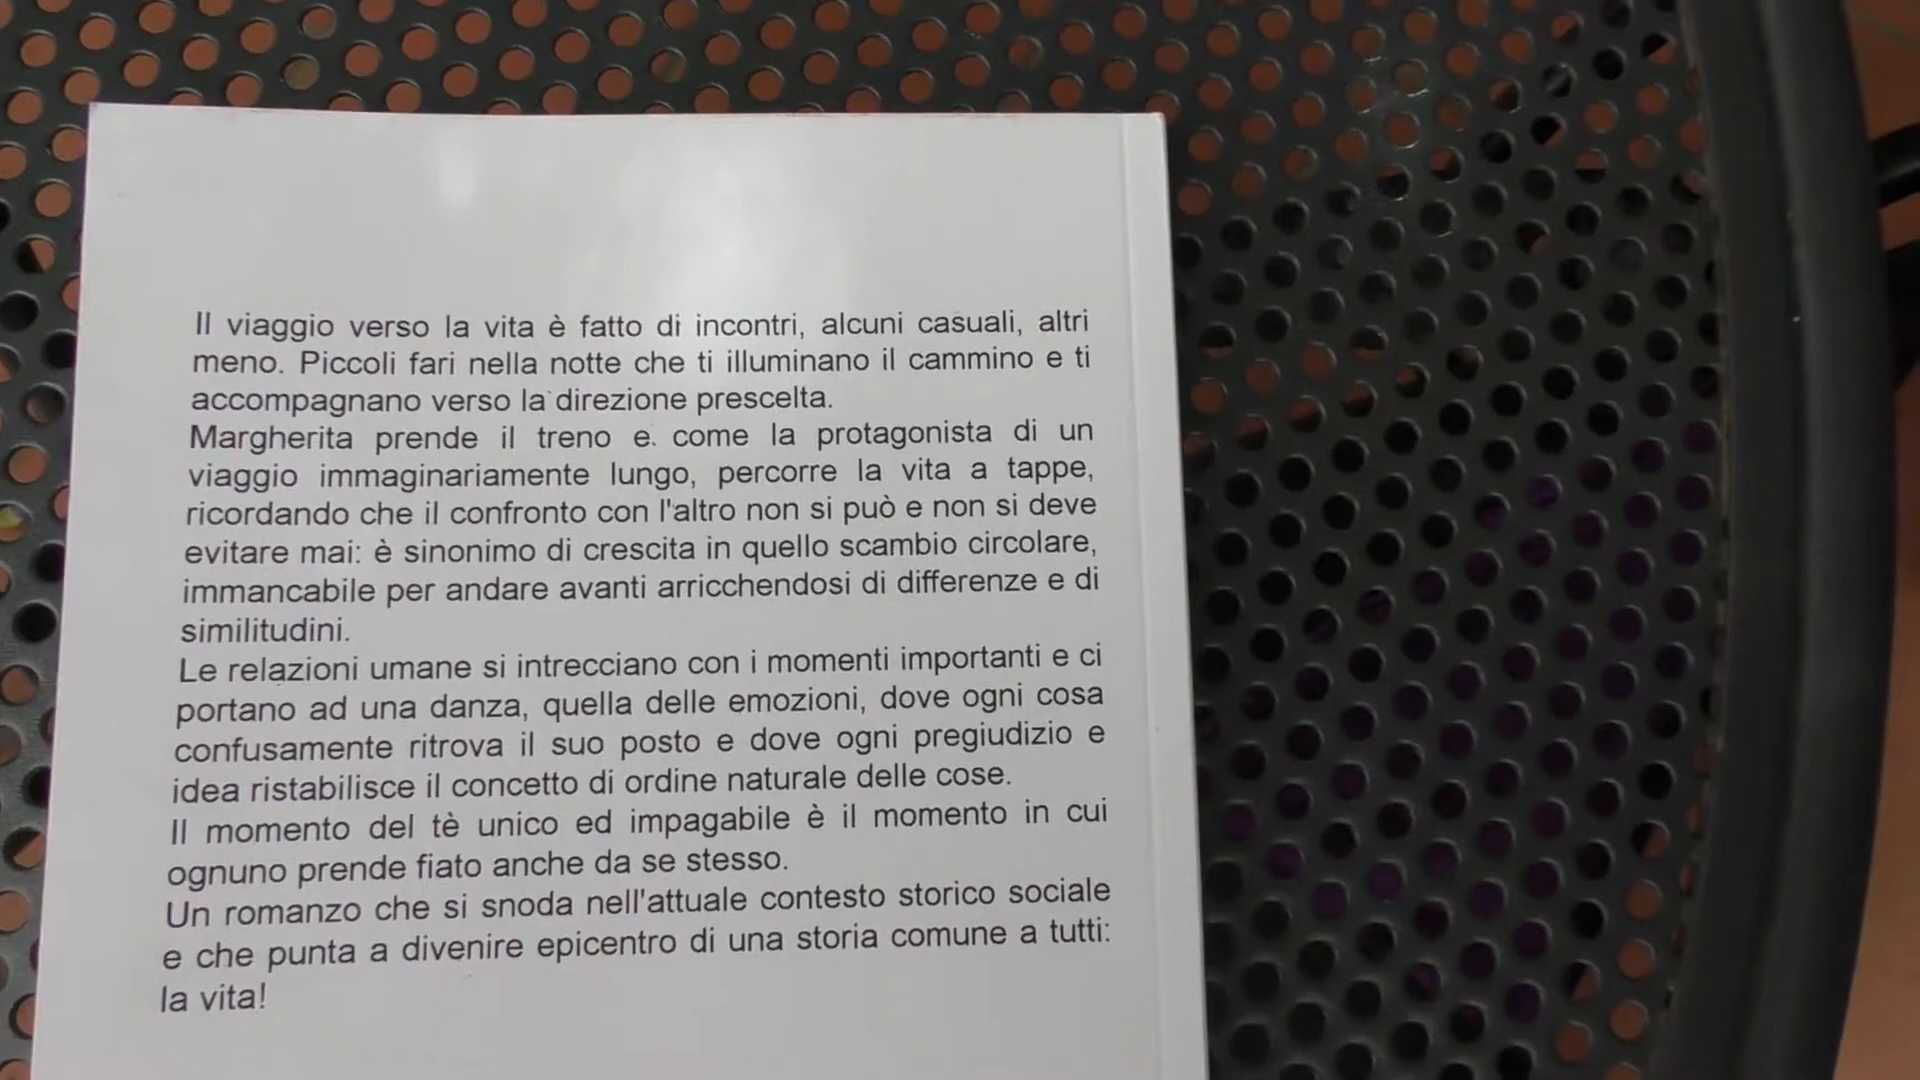 Il viaggio verso la vita è fatto di incontri, alcuni casuali, altri
meno. Piccoli fari nella notte che ti illuminano il cammino e ti
accompagnano verso la direzione prescelta.
Margherita prende il treno e. come la protagonista di un
viaggio immaginariamente lungo, percorre la vita a tappe,
ricordando che il confronto con l'altro non si può e non si deve
evitare mai: è sinonimo di crescita in quello scambio circolare,
immancabile per andare avanti arricchendosi di differenze e di
similitudini.
Le relazioni umane si intrecciano con i momenti importanti e ci
portano ad una danza, quella delle emozioni, dove ogni cosa
confusamente ritrova il suo posto e dove ogni pregiudizio e
idea ristabilisce il concetto di ordine naturale delle cose.
Il momento del tè unico ed impagabile è il momento in cui
ognuno prende fiato anche da se stesso.
Un romanzo che si snoda nell'attuale contesto storico sociale
e che punta a divenire epicentro di una storia comune a tutti:
la vita!